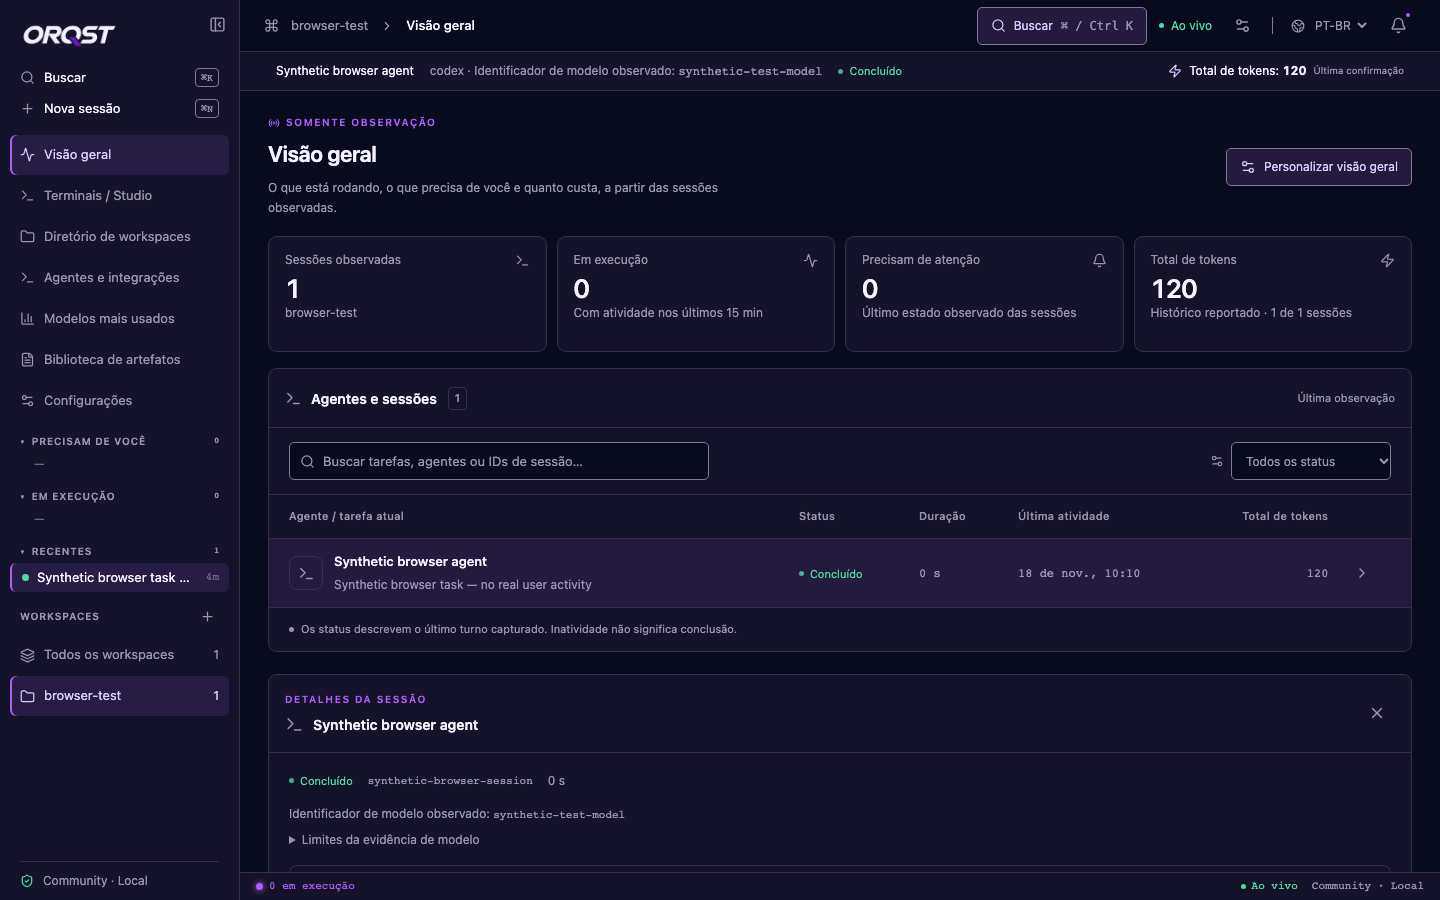 ORQST
Buscar ⌘K
Nova sessão ⌘N
Visão geral
Terminais / Studio
Diretório de workspaces
Agentes e integrações
Modelos mais usados
Biblioteca de artefatos
Configurações
PRECISAM DE VOCÊ 0
—
EM EXECUÇÃO 0
—
RECENTES 1
Synthetic browser task ... 4m
WORKSPACES
Todos os workspaces 1
browser-test 1
Community · Local
browser-test > Visão geral
Buscar ⌘ / Ctrl K
Ao vivo
PT-BR
Synthetic browser agent codex · Identificador de modelo observado: synthetic-test-model Concluído
Total de tokens: 120 Última confirmação
SOMENTE OBSERVAÇÃO
Visão geral
O que está rodando, o que precisa de você e quanto custa, a partir das sessões
observadas.
Personalizar visão geral
Sessões observadas
1
browser-test
Em execução
0
Com atividade nos últimos 15 min
Precisam de atenção
0
Último estado observado das sessões
Total de tokens
120
Histórico reportado · 1 de 1 sessões
Agentes e sessões 1
Última observação
Buscar tarefas, agentes ou IDs de sessão...
Todos os status
Agente / tarefa atual Status Duração Última atividade Total de tokens
Synthetic browser agent
Synthetic browser task — no real user activity
Concluído 0 s 18 de nov., 10:10 120
Os status descrevem o último turno capturado. Inatividade não significa conclusão.
DETALHES DA SESSÃO
Synthetic browser agent
Concluído synthetic-browser-session 0 s
Identificador de modelo observado: synthetic-test-model
Limites da evidência de modelo
0 em execução
Ao vivo Community · Local